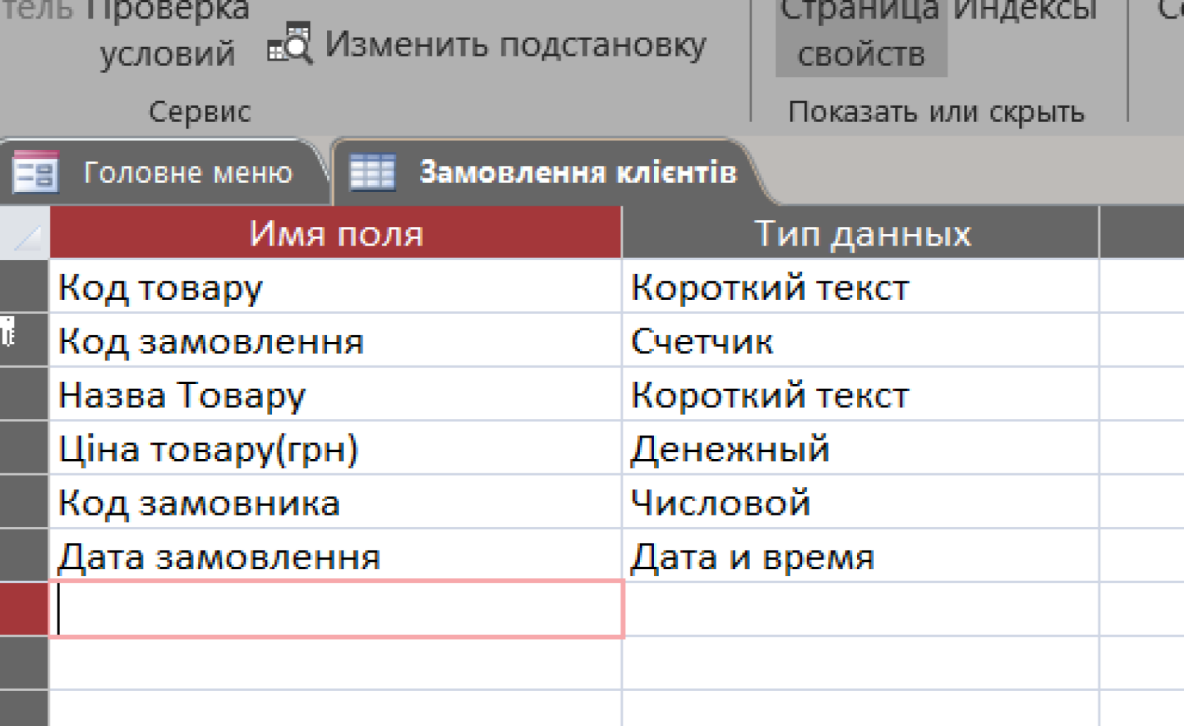 Проверка
условий
Изменить подстановку
Страница Индексы
свойств
Сервис
Показать или скрыть
Головне меню
Замовлення клієнтів
Имя поля Тип данных
Код товару Короткий текст
Код замовлення Счетчик
Назва Товару Короткий текст
Ціна товару(грн) Денежный
Код замовника Числовой
Дата замовлення Дата и время